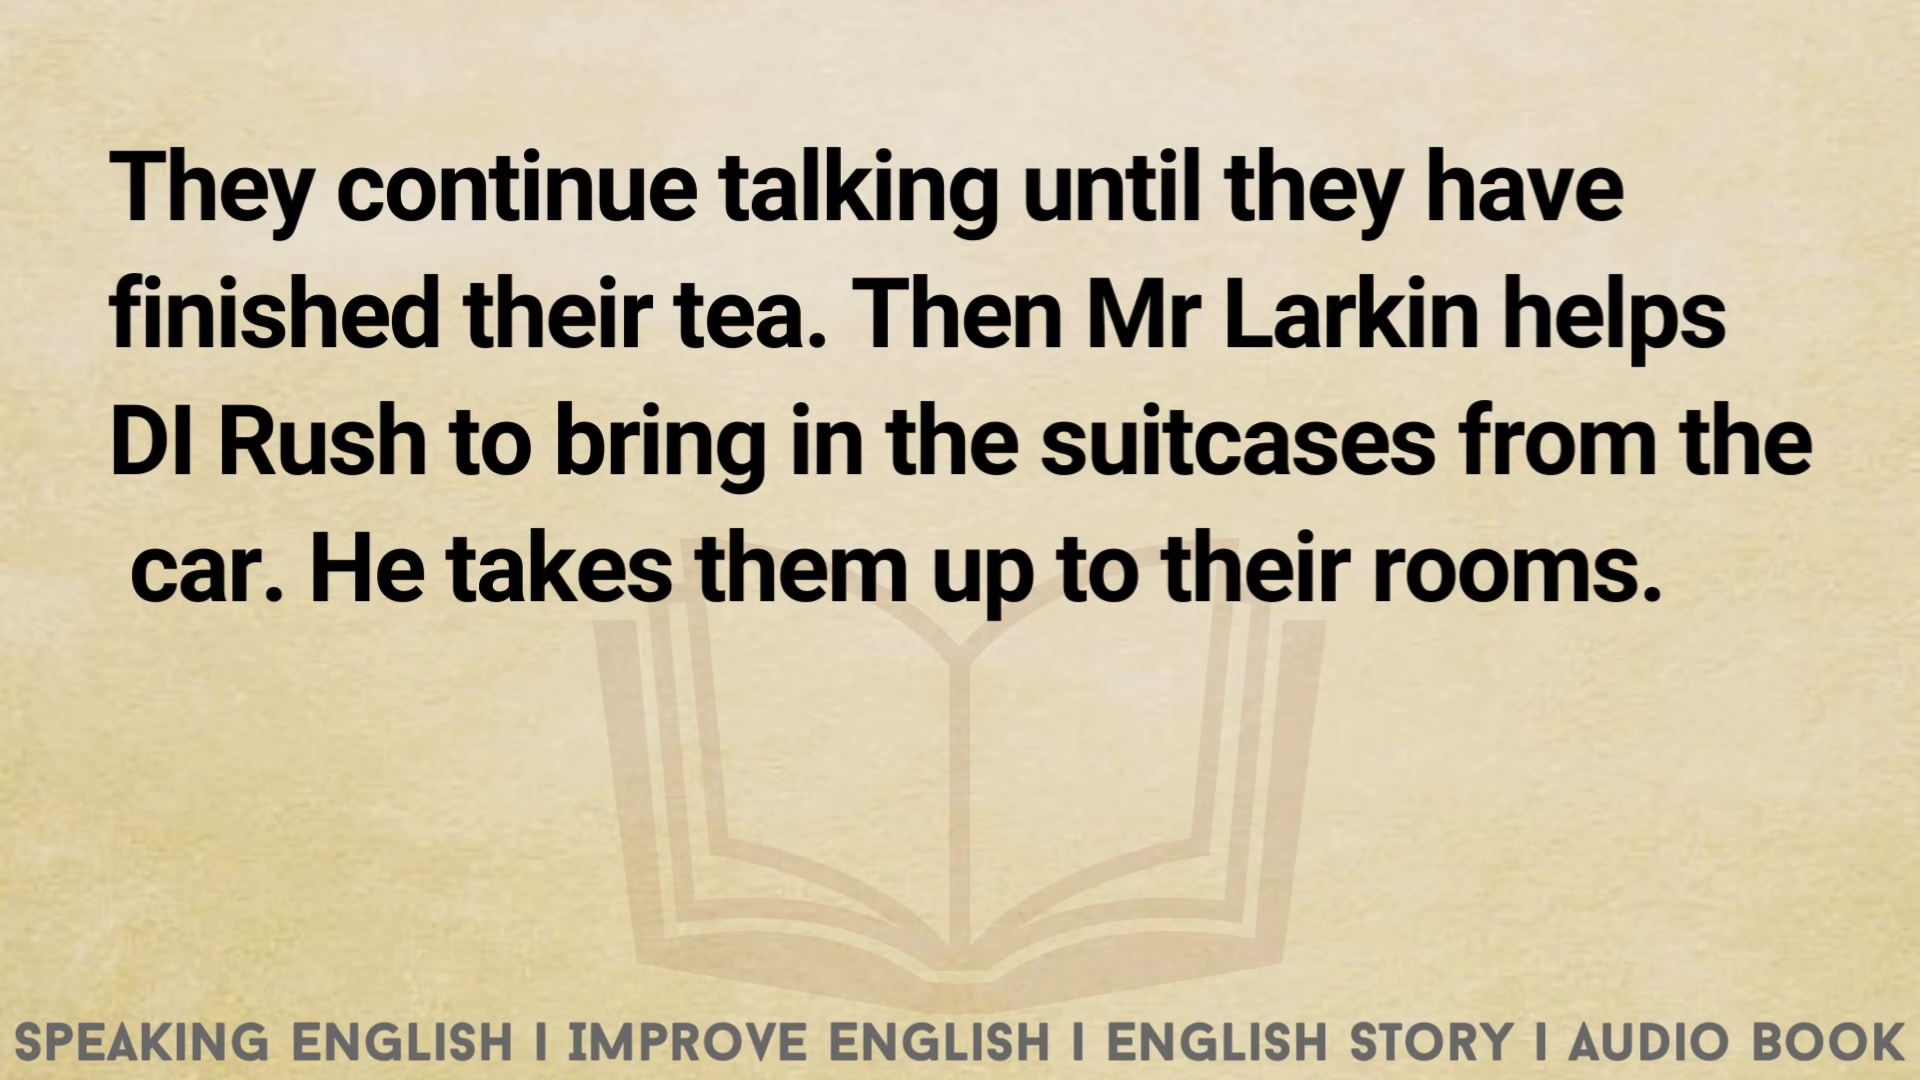 They continue talking until they have
finished their tea. Then Mr Larkin helps
DI Rush to bring in the suitcases from the
car. He takes them up to their rooms.
SPEAKING ENGLISH I IMPROVE ENGLISH I ENGLISH STORY I AUDIO BOOK